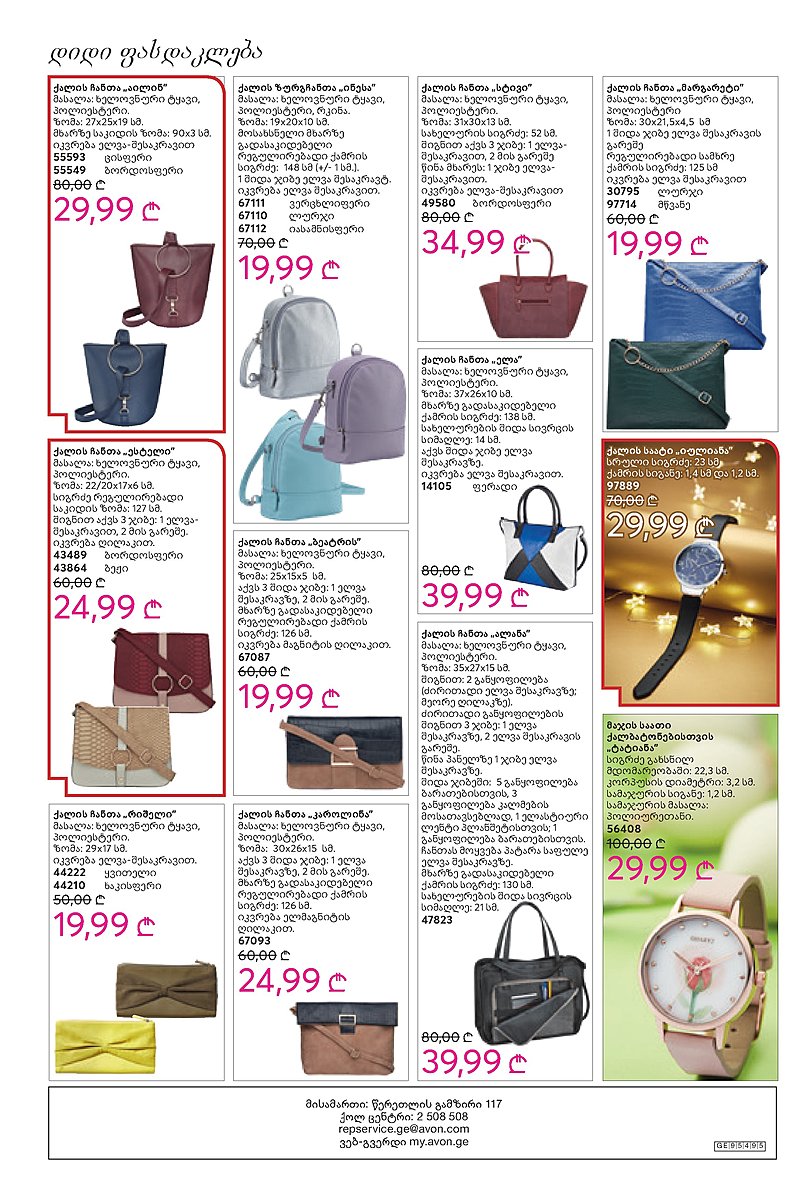 დიდი ფასდაკლება
ქალის ჩანთა „აილინ“
მასალა: ხელოვნური ტყავი,
პოლიესტერი.
ზომა: 27x25x19 სმ.
მხარზე საკიდის ზომა: 90x3 სმ.
იკვრება ელვა-შესაკრავით
55593 ცისფერი
55549 ბორდოსფერი
80,00 ₾
29,99 ₾
ქალის ჩანთა „ესტელი“
მასალა: ხელოვნური ტყავი,
პოლიესტერი.
ზომა: 22/20x17x6 სმ.
სიგრძე რეგულირებადი
საკიდის ზომა: 127 სმ.
შიგნით აქვს 3 ჯიბე: 1 ელვა-
შესაკრავით, 2 მის გარეშე.
იკვრება ღილაკით.
43489 ბორდოსფერი
43864 ბეჟი
60,00 ₾
24,99 ₾
ქალის ჩანთა „რიშელი“
მასალა: ხელოვნური ტყავი,
პოლიესტერი.
ზომა: 29x17 სმ.
იკვრება ელვა-შესაკრავით.
44222 ყვითელი
44210 ხაკისფერი
50,00 ₾
19,99 ₾
ქალის ზურგჩანთა „ინესა“
მასალა: ხელოვნური ტყავი,
პოლიესტერი, რკინა.
ზომა: 19x20x10 სმ.
მოსახსნელი მხარზე
გადასაკიდებელი
რეგულირებადი ქამრის
სიგრძე: 148 სმ (+/- 1 სმ.).
1 შიდა ჯიბე ელვა შესაკრავტ.
იკვრება ელვა შესაკრავით.
67111 ვერცხლიფერი
67110 ლურჯი
67112 იასამნისფერი
70,00 ₾
19,99 ₾
ქალის ჩანთა „ბეატრის“
მასალა: ხელოვნური ტყავი,
პოლიესტერი.
ზომა: 25x15x5 სმ.
აქვს 3 შიდა ჯიბე: 1 ელვა
შესაკრავზე, 2 მის გარეშე.
მხარზე გადასაკიდებელი
რეგულირებადი ქამრის
სიგრძე: 126 სმ.
იკვრება მაგნიტის ღილაკით.
67087
60,00 ₾
19,99 ₾
ქალის ჩანთა „კაროლინა“
მასალა: ხელოვნური ტყავი,
პოლიესტერი.
ზომა: 30x26x15 სმ.
აქვს 3 შიდა ჯიბე: 1 ელვა
შესაკრავზე, 2 მის გარეშე.
მხარზე გადასაკიდებელი
რეგულირებადი ქამრის
სიგრძე: 126 სმ.
იკვრება ელმაგნიტის
ღილაკით.
67093
60,00 ₾
24,99 ₾
ქალის ჩანთა „სტივი“
მასალა: ხელოვნური ტყავი,
პოლიესტერი.
ზომა: 31x30x13 სმ.
სახელურის სიგრძე: 52 სმ.
შიგნით აქვს 3 ჯიბე: 1 ელვა-
შესაკრავით, 2 მის გარეშე
წინა მხარეს: 1 ჯიბე ელვა-
შესაკრავით.
იკვრება ელვა-შესაკრავით
49580 ბორდოსფერი
80,00 ₾
34,99 ₾
ქალის ჩანთა „ელა“
მასალა: ხელოვნური ტყავი,
პოლიესტერი.
ზომა: 37x26x10 სმ.
მხარზე გადასაკიდებელი
ქამრის სიგრძე: 138 სმ.
სახელურების შიდა სივრცის
სიმაღლე: 14 სმ.
აქვს შიდა ჯიბე ელვა
შესაკრავზე.
იკვრება ელვა შესაკრავით.
14105 ფერადი
80,00 ₾
39,99 ₾
ქალის ჩანთა „ალანა“
მასალა: ხელოვნური ტყავი,
პოლიესტერი.
ზომა: 35x27x15 სმ.
შიგნით: 2 განყოფილება
(ძირითადი ელვა შესაკრავზე;
მეორე ღილაკზე).
ძირითადი განყოფილების
შიგნით 3 ჯიბე: 1 ელვა
შესაკრავზე, 2 ელვა შესაკრავის
გარეშე.
წინა პანელზე 1 ჯიბე ელვა
შესაკრავზე.
შიდა ჯიბეში: 5 განყოფილება
ბარათებისთვის, 3
განყოფილება კალმების
მოსათავსებლად, 1 ელასტიური
ლენტი პლანშეტისთვის; 1
განყოფილება ბარათებისთვის.
ჩანთას მოყვება პატარა საფულე
ელვა შესაკრავზე.
მხარზე გადასაკიდებელი
ქამრის სიგრძე: 130 სმ.
სახელურების შიდა სივრცის
სიმაღლე: 21 სმ.
47823
80,00 ₾
39,99 ₾
ქალის ჩანთა „მარგარეტი“
მასალა: ხელოვნური ტყავი,
პოლიესტერი
ზომა: 30x21,5x4,5 სმ
1 შიდა ჯიბე ელვა შესაკრავის
გარეშე
რეგულირებადი სამხრე
ქამრის სიგრძე: 125 სმ
იკვრება ელვა შესაკრავით
30795 ლურჯი
97714 მწვანე
60,00 ₾
19,99 ₾
ქალის საათი „იულიანა“
სრული სიგრძე: 23 სმ
ქამრის სიგანე: 1,4 სმ და 1,2 სმ.
97889
70,00 ₾
29,99 ₾
მაჯის საათი
ქალბატონებისთვის
„ტატიანა“
სიგრძე გახსნილ
მდომარეობაში: 22,3 სმ.
კორპუსის დიამეტრი: 3,2 სმ.
სამაჯურის სიგანე: 1,2 სმ.
სამაჯურის მასალა:
პოლიურეთანი.
56408
100,00 ₾
29,99 ₾
მისამართი: წერეთლის გამზირი 117
ქოლ ცენტრი: 2 508 508
repservice.ge@avon.com
ვებ-გვერდი my.avon.ge
GE95495